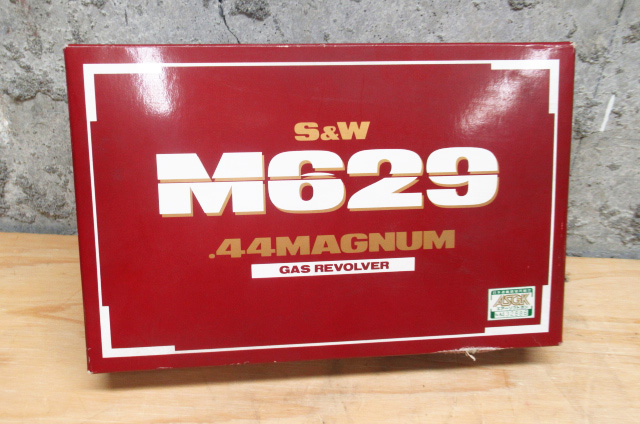 S&W
M629
.44MAGNUM
GAS REVOLVER
ASGK